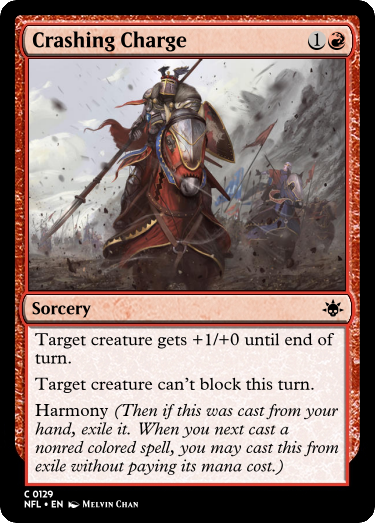 Crashing Charge
1
Sorcery
Target creature gets +1/+0 until end of
turn.
Target creature can't block this turn.
Harmony (Then if this was cast from your
hand, exile it. When you next cast a
nonred colored spell, you may cast this from
exile without paying its mana cost.)
C 0129
NFL • EN Melvin Chan